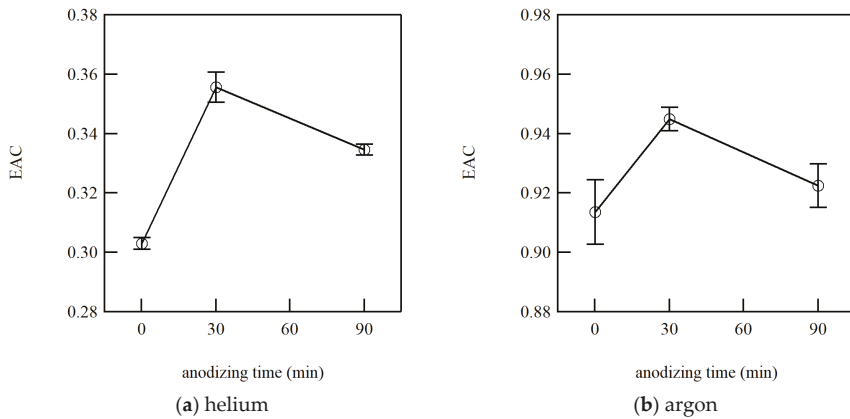 0.38
0.36
0.34
0.32
0.30
0.28
EAC
0 30 60 90
anodizing time (min)
(a) helium
0.98
0.96
0.94
0.92
0.90
0.88
EAC
0 30 60 90
anodizing time (min)
(b) argon